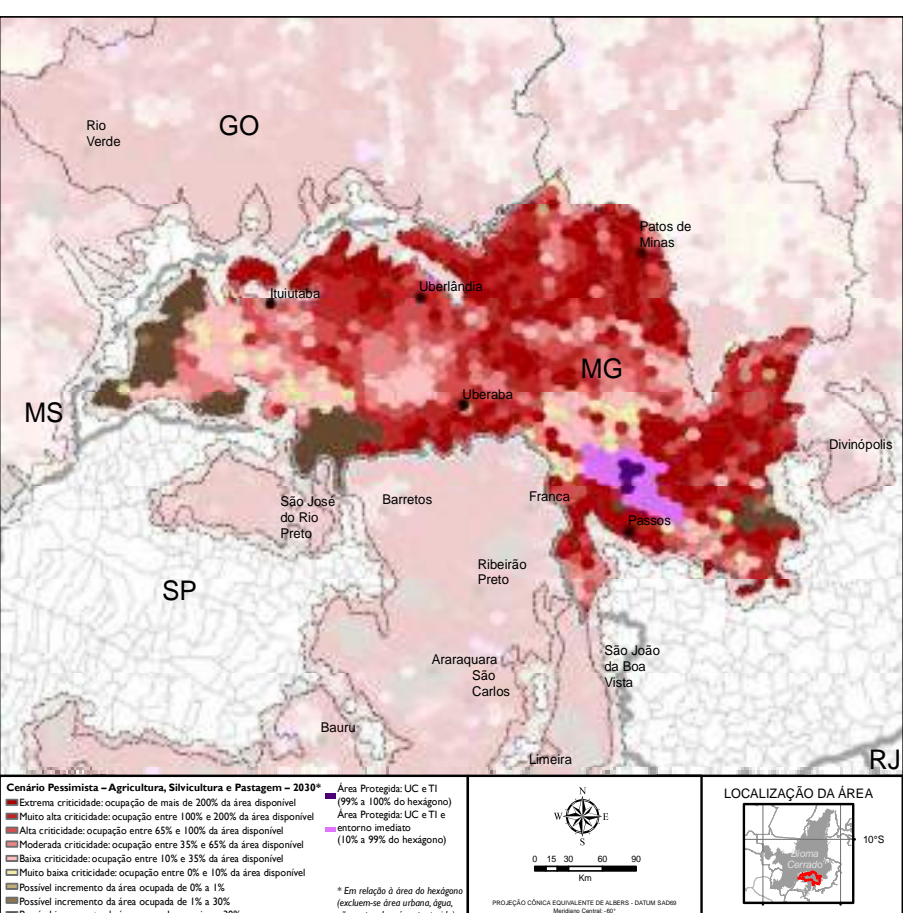 Rio
Verde
GO
Patos de
Minas
Ituiutaba
Uberlândia
MG
MS
Uberaba
Divinópolis
São José
do Rio
Preto
Barretos
Franca
Passos
Ribeirão
Preto
SP
São João
da Boa
Vista
Araraquara
São
Carlos
Bauru
Limeira
RJ
Cenário Pessimista – Agricultura, Silvicultura e Pastagem – 2030*
Extrema criticidade: ocupação de mais de 200% da área disponível
Muito alta criticidade: ocupação entre 100% e 200% da área disponível
Alta criticidade: ocupação entre 65% e 100% da área disponível
Moderada criticidade: ocupação entre 35% e 65% da área disponível
Baixa criticidade: ocupação entre 10% e 35% da área disponível
Muito baixa criticidade: ocupação entre 0% e 10% da área disponível
Possível incremento da área ocupada de 0% a 1%
Possível incremento da área ocupada de 1% a 30%
Área Protegida: UC e TI
(99% a 100% do hexágono)
Área Protegida: UC e TI e
entorno imediato
(10% a 99% do hexágono)
* Em relação à área do hexágono
(excluem-se área urbana, água,
N
W E
S
0 15 30 60 90
Km
PROJEÇÃO CÔNICA EQUIVALENTE DE ALBERS - DATUM SAD69
Meridiano Central: -60°
LOCALIZAÇÃO DA ÁREA
10°S
Bioma
Cerrado